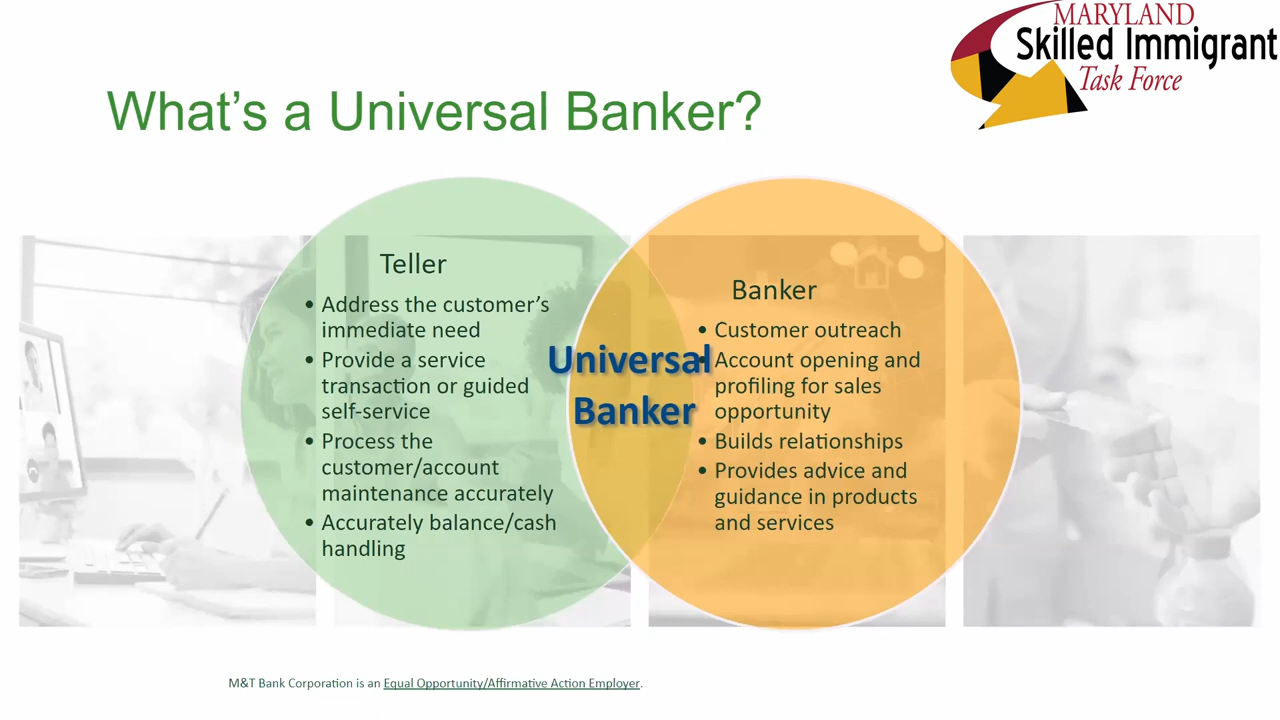 MARYLAND
Skilled Immigrant
Task Force
What's a Universal Banker?
Teller
• Address the customer's
immediate need
• Provide a service
transaction or guided
self-service
• Process the
customer/account
maintenance accurately
• Accurately balance/cash
handling
Universal
Banker
Banker
• Customer outreach
• Account opening and
profiling for sales
opportunity
• Builds relationships
• Provides advice and
guidance in products
and services
M&T Bank Corporation is an Equal Opportunity/Affirmative Action Employer.